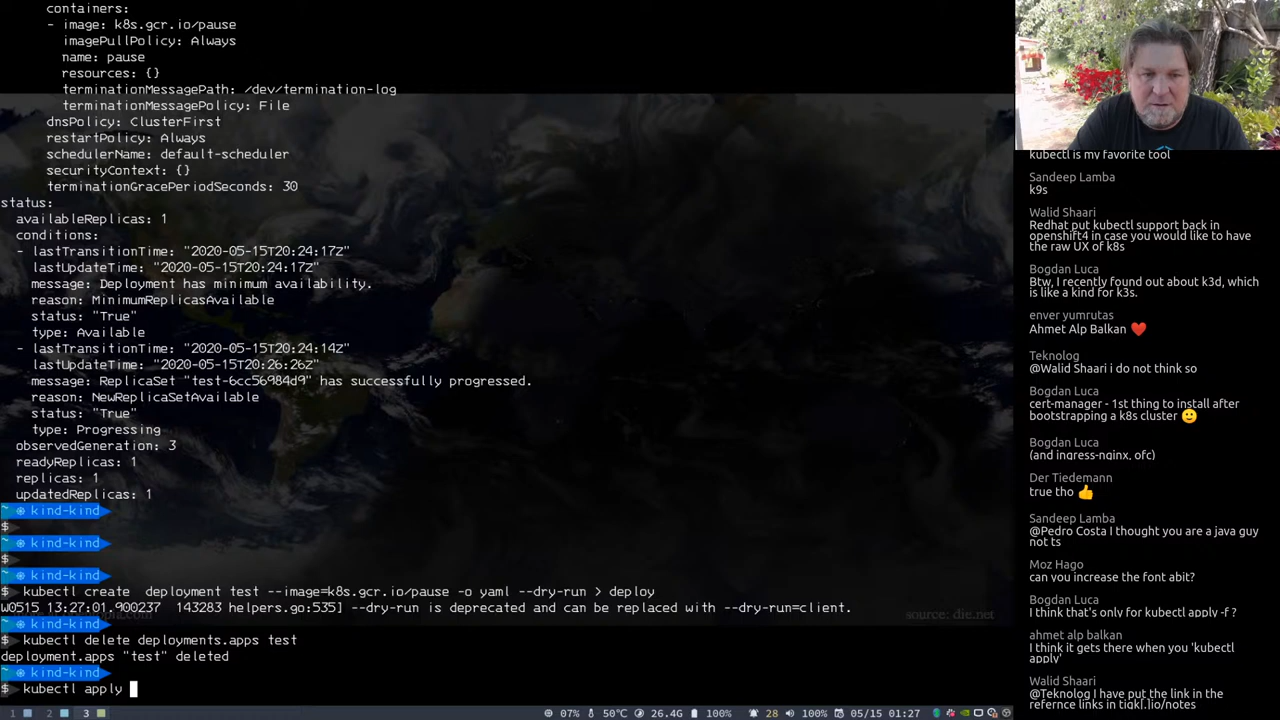 containers:
- image: k8s.gcr.io/pause
imagePullPolicy: Always
name: pause
resources: {}
terminationMessagePath: /dev/termination-log
terminationMessagePolicy: File
dnsPolicy: ClusterFirst
restartPolicy: Always
schedulerName: default-scheduler
securityContext: {}
terminationGracePeriodSeconds: 30
status:
availableReplicas: 1
conditions:
- lastTransitionTime: "2020-05-15T20:24:17Z"
lastUpdateTime: "2020-05-15T20:24:17Z"
message: Deployment has minimum availability.
reason: MinimumReplicasAvailable
status: "True"
type: Available
- lastTransitionTime: "2020-05-15T20:24:14Z"
lastUpdateTime: "2020-05-15T20:26:26Z"
message: ReplicaSet "test-6cc56984d9" has successfully progressed.
reason: NewReplicaSetAvailable
status: "True"
type: Progressing
observedGeneration: 3
readyReplicas: 1
replicas: 1
updatedReplicas: 1
~ ⎈ kind-kind
$
~ ⎈ kind-kind
$
~ ⎈ kind-kind
$ kubectl create  deployment test --image=k8s.gcr.io/pause -o yaml --dry-run > deploy
W0515 13:27:01.900237  143283 helpers.go:535] --dry-run is deprecated and can be replaced with --dry-run=client.
source: die.net
~ ⎈ kind-kind
$ kubectl delete deployments.apps test
deployment.apps "test" deleted
~ ⎈ kind-kind
$ kubectl apply
1 2 3
07% 50°C 26.4G 100% 28 100% 05/15 01:27
kubectl is my favorite tool
Sandeep Lamba
k9s
Walid Shaari
Redhat put kubectl support back in
openshift4 in case you would like to have
the raw UX of k8s
Bogdan Luca
Btw, I recently found out about k3d, which
is like a kind for k3s.
enver yumrutas
Ahmet Alp Balkan ❤️
Teknolog
@Walid Shaari i do not think so
Bogdan Luca
cert-manager - 1st thing to install after
bootstrapping a k8s cluster 🙂
Bogdan Luca
(and ingress-nginx, ofc)
Der Tiedemann
true tho 👍
Sandeep Lamba
@Pedro Costa I thought you are a java guy
not ts
Moz Hago
can you increase the font abit?
Bogdan Luca
I think that's only for kubectl apply -f ?
ahmet alp balkan
I think it gets there when you 'kubectl
apply'
Walid Shaari
@Teknolog I have put the link in the
refernce links in tgik.io/notes